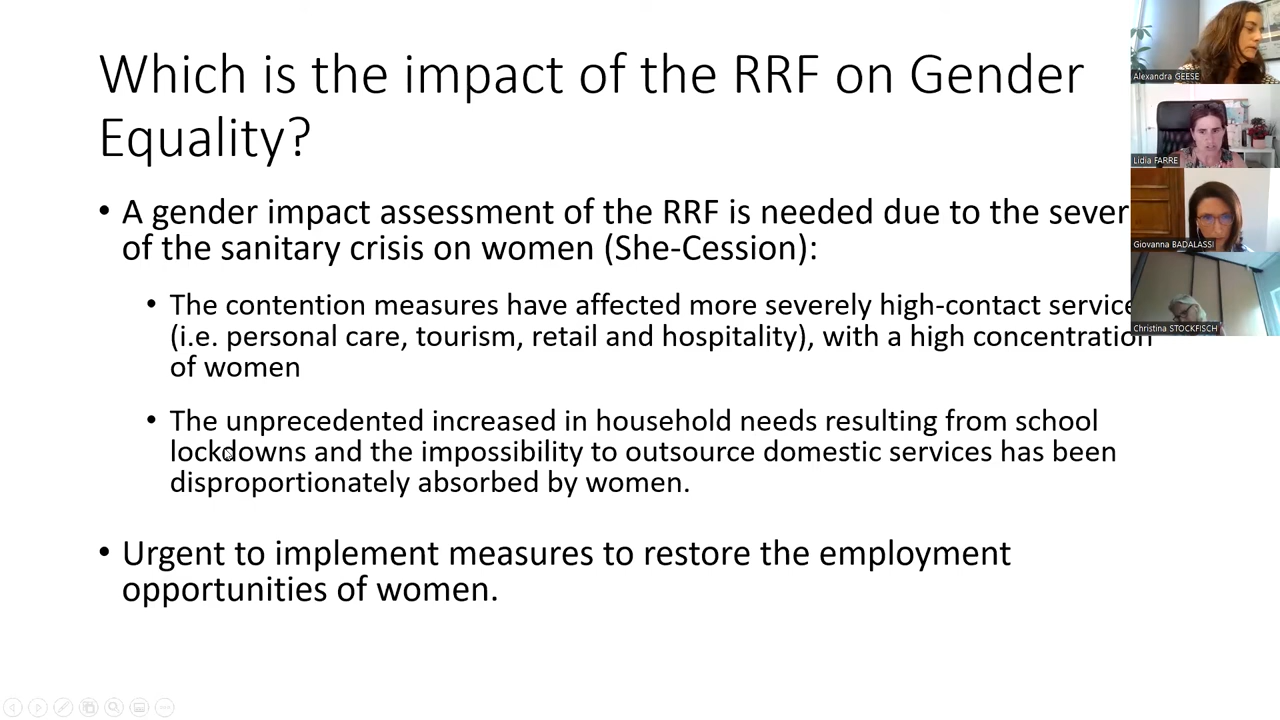 Which is the impact of the RRF on Gender
Equality?
• A gender impact assessment of the RRF is needed due to the sever
of the sanitary crisis on women (She-Cession):
• The contention measures have affected more severely high-contact service
(i.e. personal care, tourism, retail and hospitality), with a high concentration
of women
• The unprecedented increased in household needs resulting from school
lockdowns and the impossibility to outsource domestic services has been
disproportionately absorbed by women.
• Urgent to implement measures to restore the employment
opportunities of women.
Alexandra GEESE
Lídia FARRE
Giovanna BADALASSI
Christina STOCKFISCH